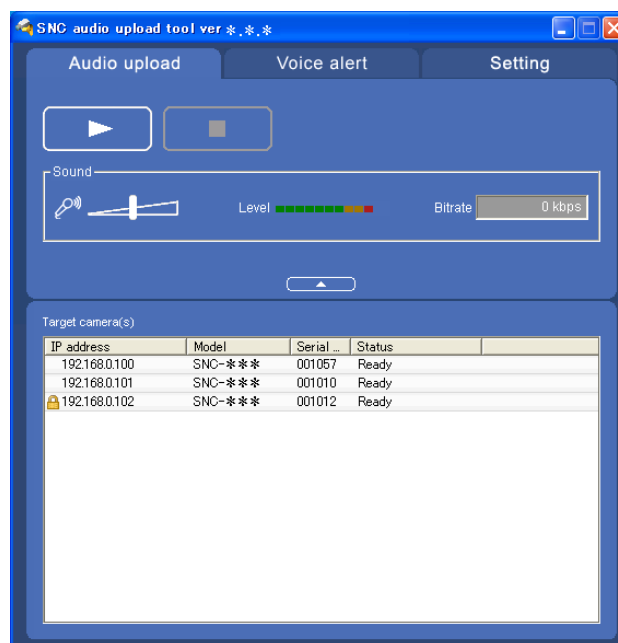 SNC audio upload tool ver *.*.*
Audio upload Voice alert Setting
Sound
Level Bitrate 0 kbps
Target camera(s)
IP address Model Serial ... Status
192.168.0.100 SNC-*** 001057 Ready
192.168.0.101 SNC-*** 001010 Ready
192.168.0.102 SNC-*** 001012 Ready